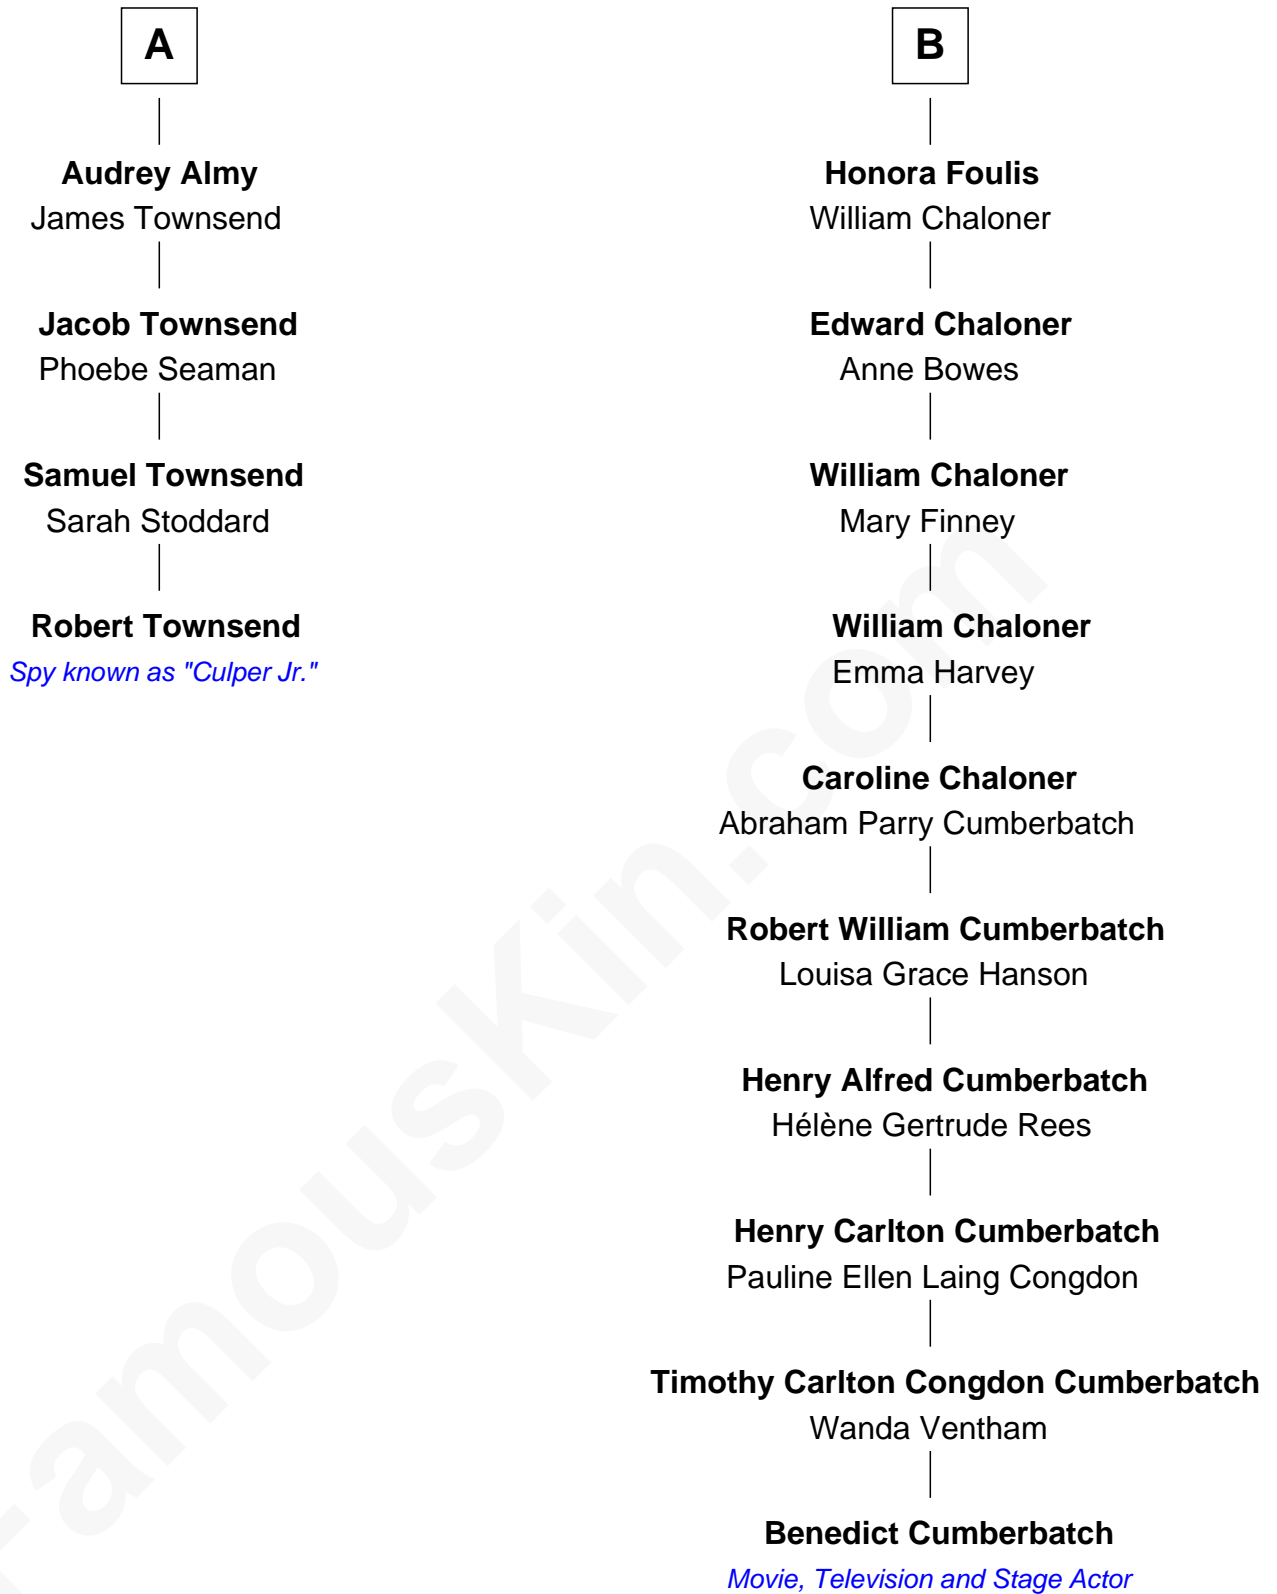 A
Audrey Almy
James Townsend
Jacob Townsend
Phoebe Seaman
Samuel Townsend
Sarah Stoddard
Robert Townsend
Spy known as "Culper Jr."
B
Honora Foulis
William Chaloner
Edward Chaloner
Anne Bowes
William Chaloner
Mary Finney
William Chaloner
Emma Harvey
Caroline Chaloner
Abraham Parry Cumberbatch
Robert William Cumberbatch
Louisa Grace Hanson
Henry Alfred Cumberbatch
Hélène Gertrude Rees
Henry Carlton Cumberbatch
Pauline Ellen Laing Congdon
Timothy Carlton Congdon Cumberbatch
Wanda Ventham
Benedict Cumberbatch
Movie, Television and Stage Actor
FamousKin.com